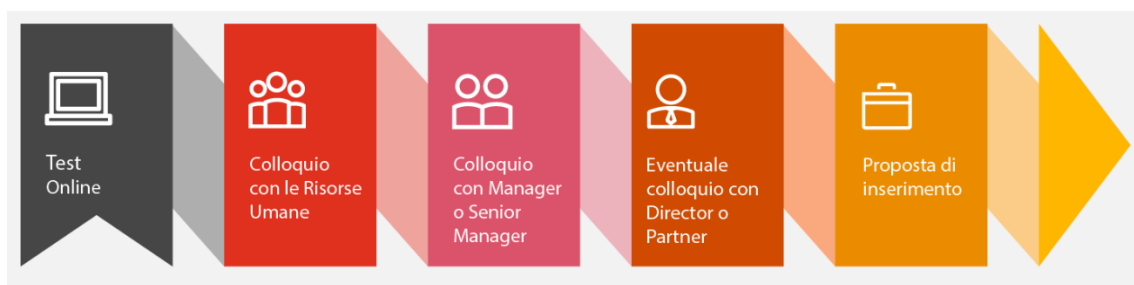 Test
Online
Colloquio
con le Risorse
Umane
Colloquio
con Manager
o Senior
Manager
Eventuale
colloquio con
Director o
Partner
Proposta di
inserimento